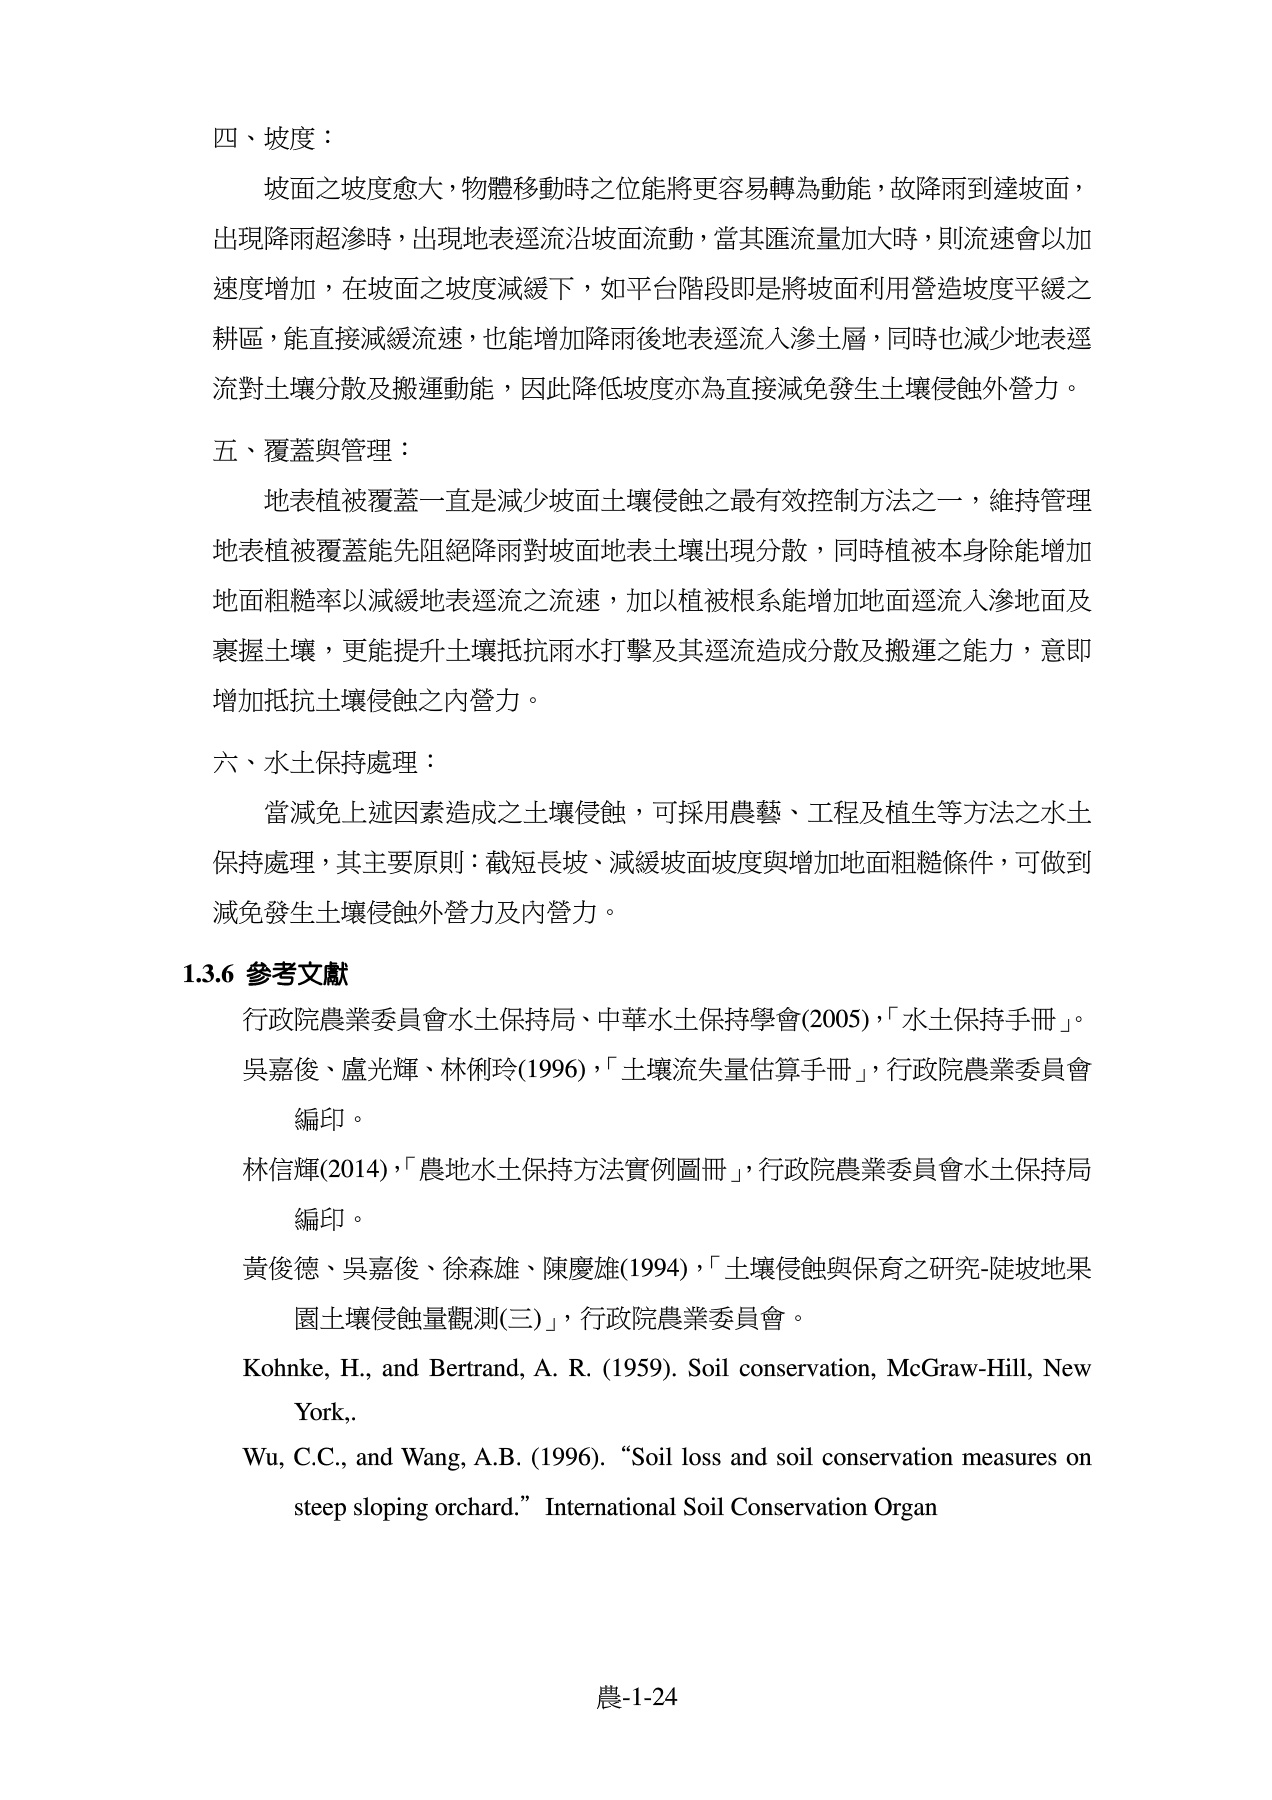 四、坡度：
坡面之坡度愈大，物體移動時之位能將更容易轉為動能，故降雨到達坡面，
出現降雨超滲時，出現地表逕流沿坡面流動，當其匯流量加大時，則流速會以加
速度增加，在坡面之坡度減緩下，如平台階段即是將坡面利用營造坡度平緩之
耕區，能直接減緩流速，也能增加降雨後地表逕流入滲土層，同時也減少地表逕
流對土壤分散及搬運動能，因此降低坡度亦為直接減免發生土壤侵蝕外營力。
五、覆蓋與管理：
地表植被覆蓋一直是減少坡面土壤侵蝕之最有效控制方法之一，維持管理
地表植被覆蓋能先阻絕降雨對坡面地表土壤出現分散，同時植被本身除能增加
地面粗糙率以減緩地表逕流之流速，加以植被根系能增加地面逕流入滲地面及
裹握土壤，更能提升土壤抵抗雨水打擊及其逕流造成分散及搬運之能力，意即
增加抵抗土壤侵蝕之內營力。
六、水土保持處理：
當減免上述因素造成之土壤侵蝕，可採用農藝、工程及植生等方法之水土
保持處理，其主要原則：截短長坡、減緩坡面坡度與增加地面粗糙條件，可做到
減免發生土壤侵蝕外營力及內營力。
1.3.6 參考文獻
行政院農業委員會水土保持局、中華水土保持學會(2005)，「水土保持手冊」。
吳嘉俊、盧光輝、林俐玲(1996)，「土壤流失量估算手冊」，行政院農業委員會
編印。
林信輝(2014)，「農地水土保持方法實例圖冊」，行政院農業委員會水土保持局
編印。
黃俊德、吳嘉俊、徐森雄、陳慶雄(1994)，「土壤侵蝕與保育之研究-陡坡地果
園土壤侵蝕量觀測(三)」，行政院農業委員會。
Kohnke, H., and Bertrand, A. R. (1959). Soil conservation, McGraw-Hill, New
York,.
Wu, C.C., and Wang, A.B. (1996). “Soil loss and soil conservation measures on
steep sloping orchard.” International Soil Conservation Organ
農-1-24